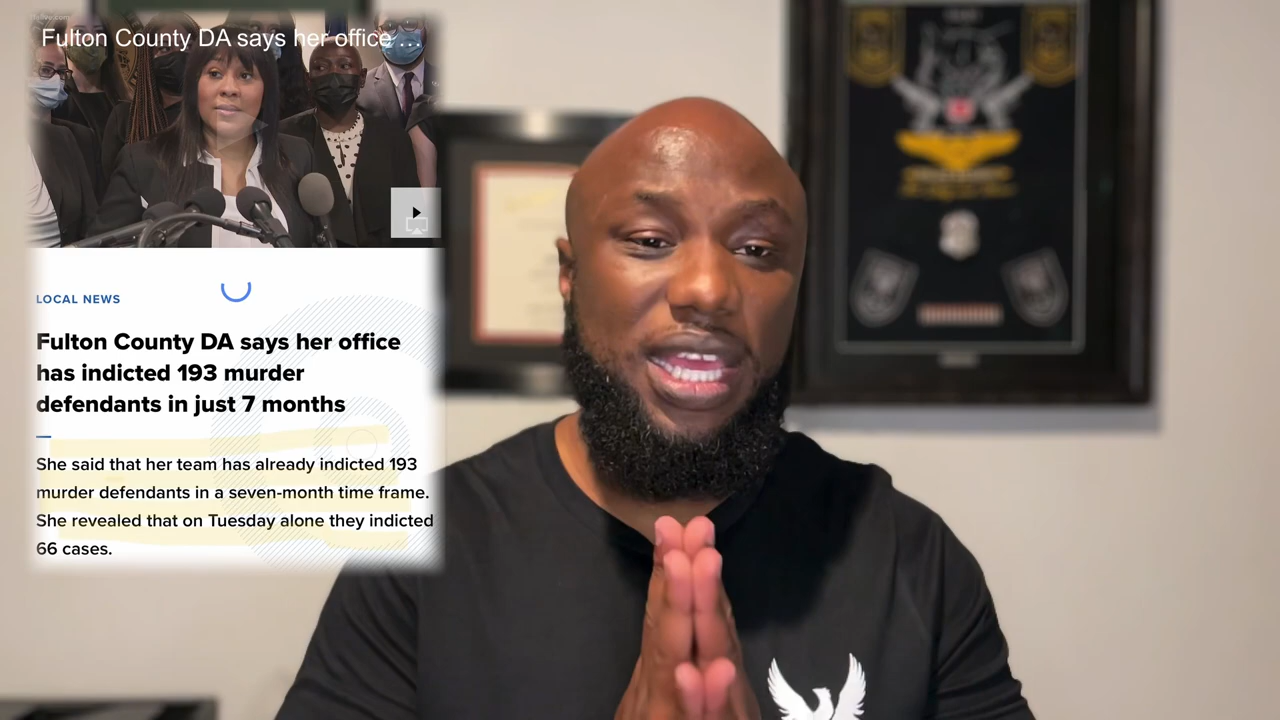 Fulton County DA says her office ...
LOCAL NEWS
Fulton County DA says her office
has indicted 193 murder
defendants in just 7 months
She said that her team has already indicted 193
murder defendants in a seven-month time frame.
She revealed that on Tuesday alone they indicted
66 cases.